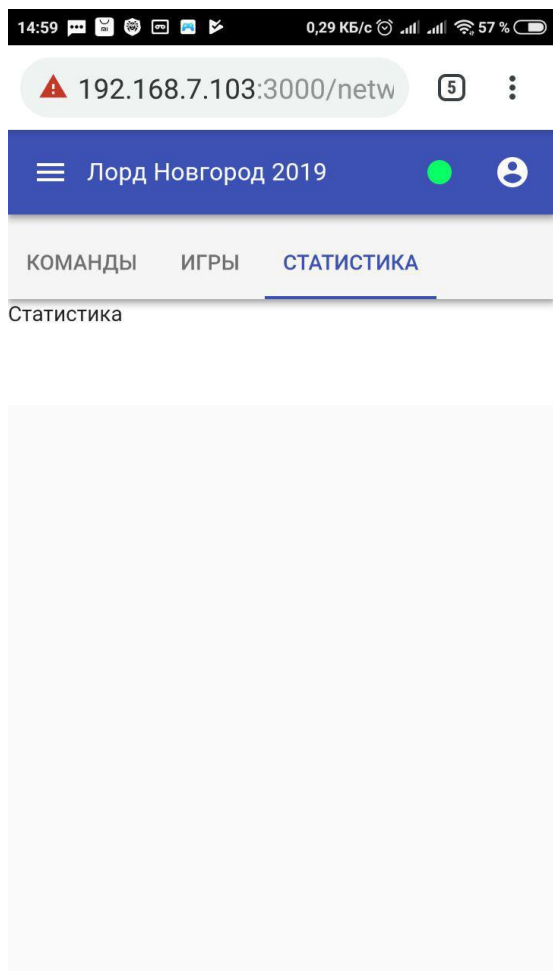 14:59 0,29 КБ/с 57 %
192.168.7.103:3000/netw 5
Лорд Новгород 2019
КОМАНДЫ ИГРЫ СТАТИСТИКА
Статистика